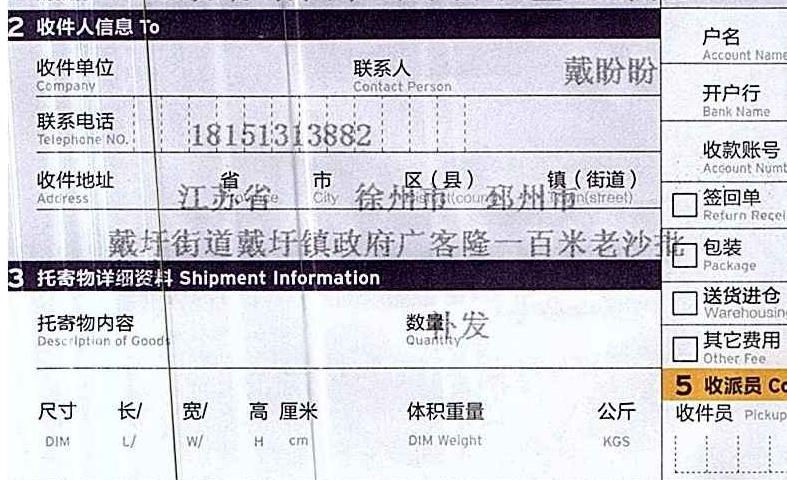 2 收件人信息 To
收件单位 联系人 戴盼盼
Company Contact Person
联系电话 18151313882
Telephone NO.
收件地址 省 市 区（县） 镇（街道）
Address City
江苏省 徐州市 邳州市
戴圩街道戴圩镇政府广客隆一百米老沙
3 托寄物详细资料 Shipment Information
托寄物内容 数量 补发
Description of Goods Quantity
尺寸 长/ 宽/ 高 厘米 体积重量 公斤
DIM L/ W/ H cm DIM Weight KGS
户名
Account Name
开户行
Bank Name
收款账号
Account Numb
签回单
Return Recei
包装
Package
送货进仓
Warehousing
其它费用
Other Fee
5 收派员 Co
收件员 Pickup